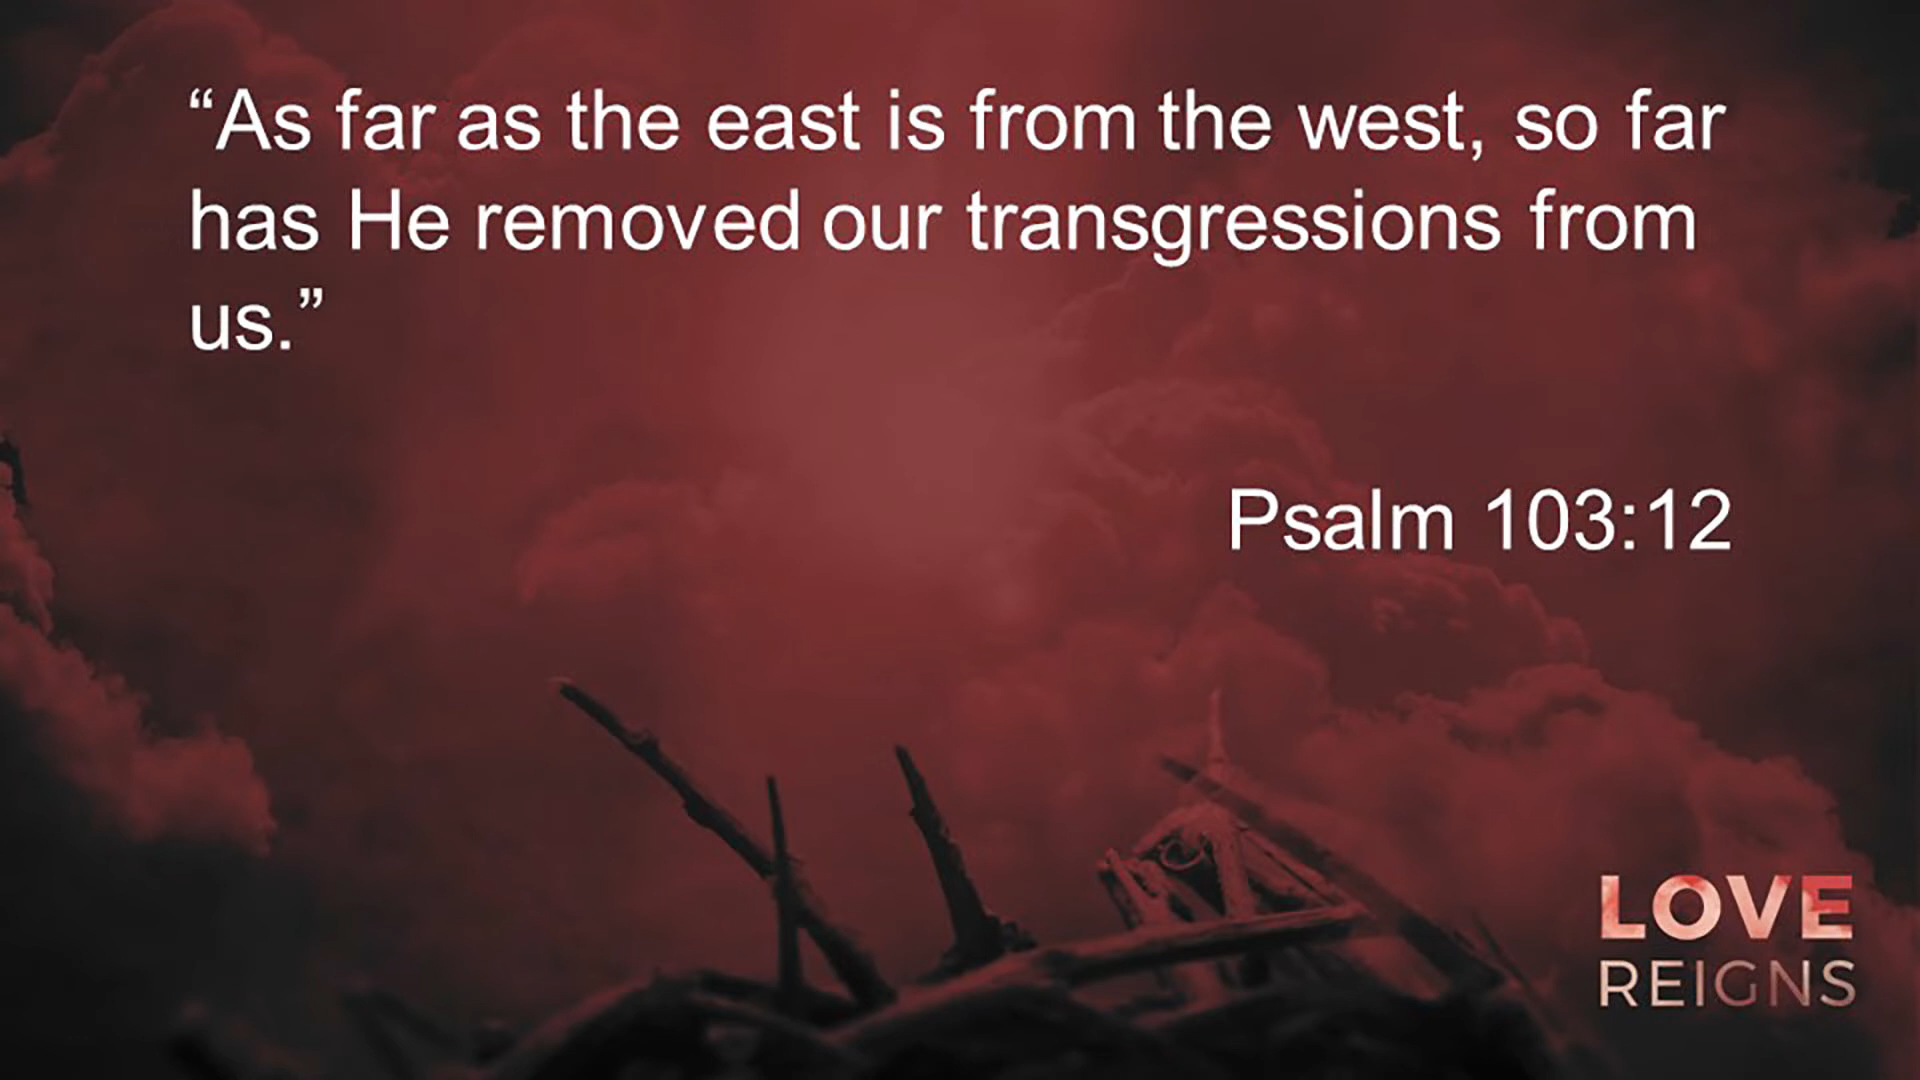 “As far as the east is from the west, so far
has He removed our transgressions from
us.”
Psalm 103:12
LOVE
REIGNS